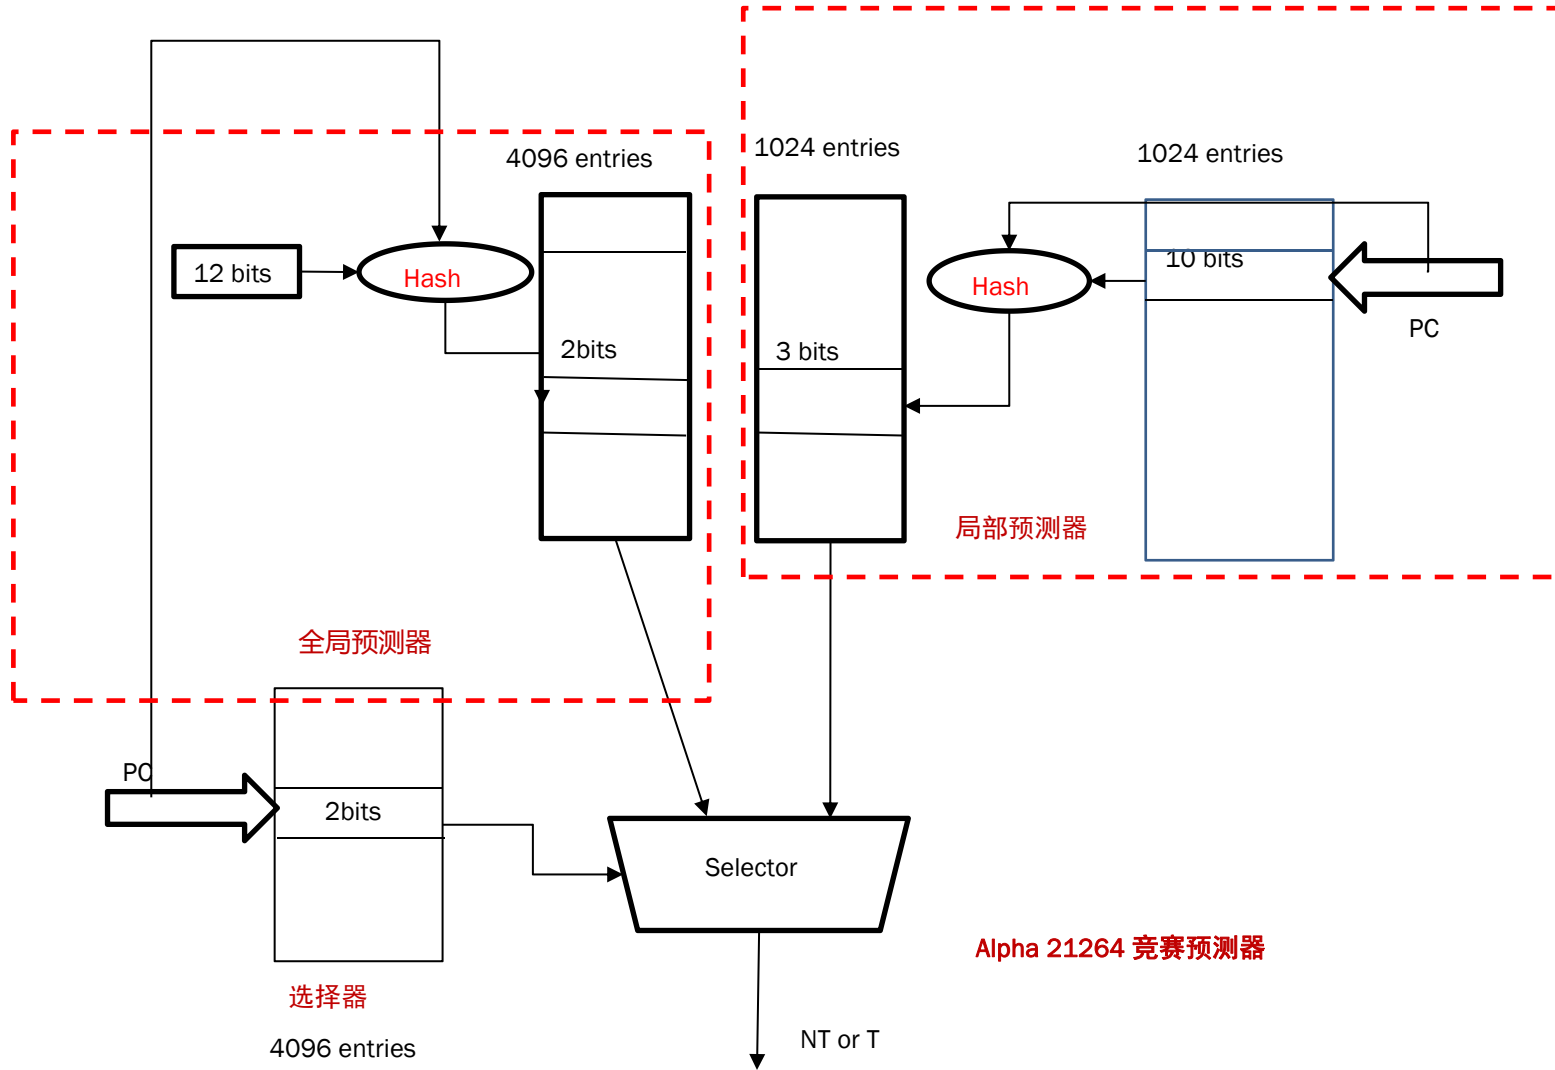 4096 entries
1024 entries
1024 entries
12 bits
Hash
Hash
10 bits
PC
2bits
3 bits
局部预测器
全局预测器
PC
2bits
Selector
Alpha 21264 竞赛预测器
选择器
NT or T
4096 entries